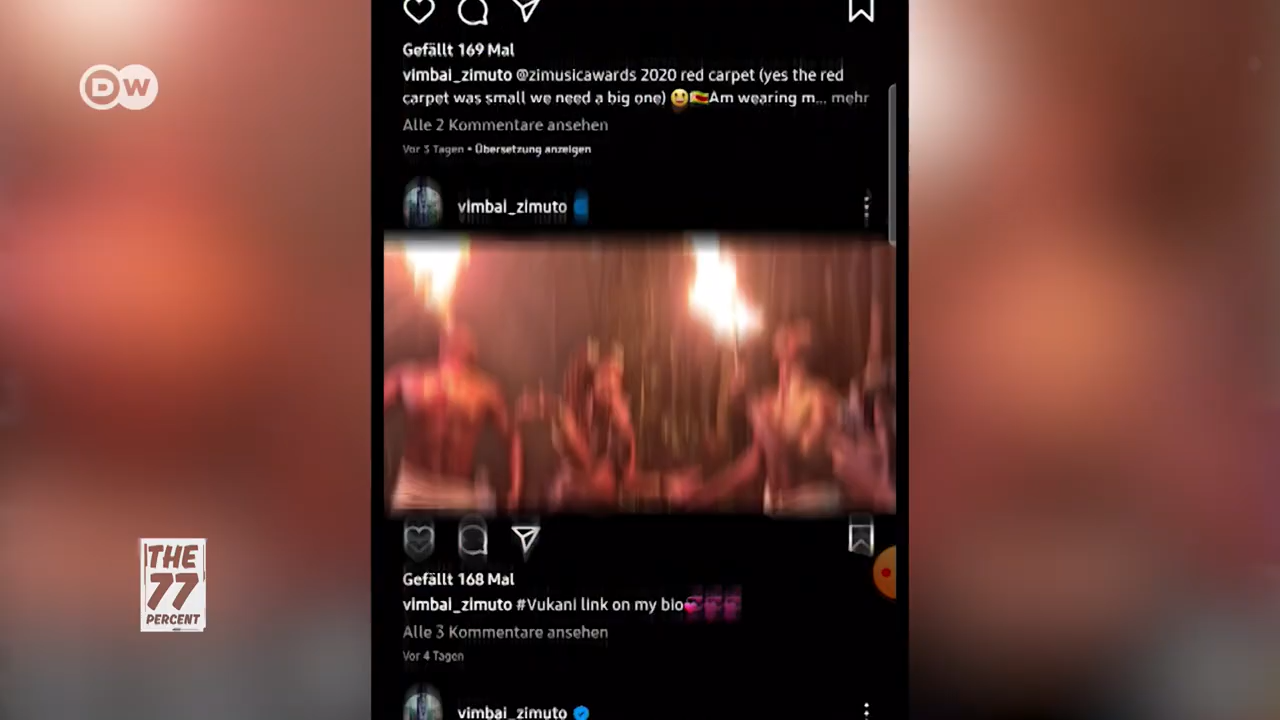 DW
Gefällt 169 Mal
vimbai_zimuto @zimusicawards 2020 red carpet (yes the red
carpet was small we need a big one) 😀🇿🇼Am wearing m... mehr
Alle 2 Kommentare ansehen
Vor 3 Tagen • Übersetzung anzeigen
vimbai_zimuto
Gefällt 168 Mal
vimbai_zimuto #Vukani link on my bio💓💓💓
Alle 3 Kommentare ansehen
Vor 4 Tagen
vimbai_zimuto
THE
77
PERCENT